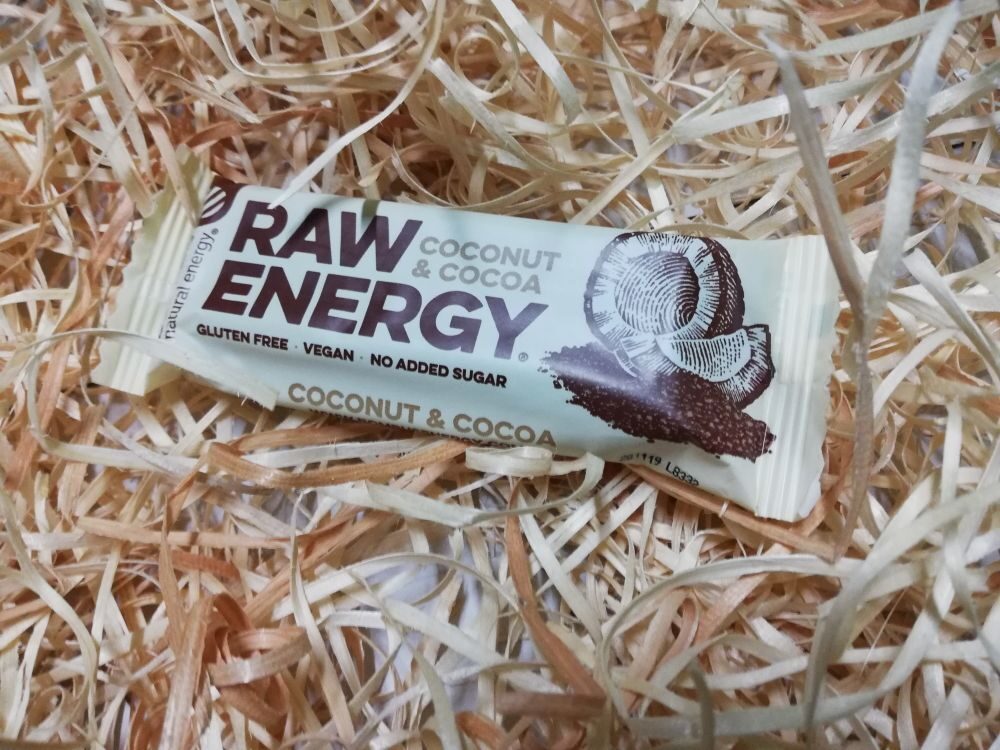 natural energy®
RAW
ENERGY®
COCONUT
& COCOA
GLUTEN FREE · VEGAN · NO ADDED SUGAR
COCONUT & COCOA